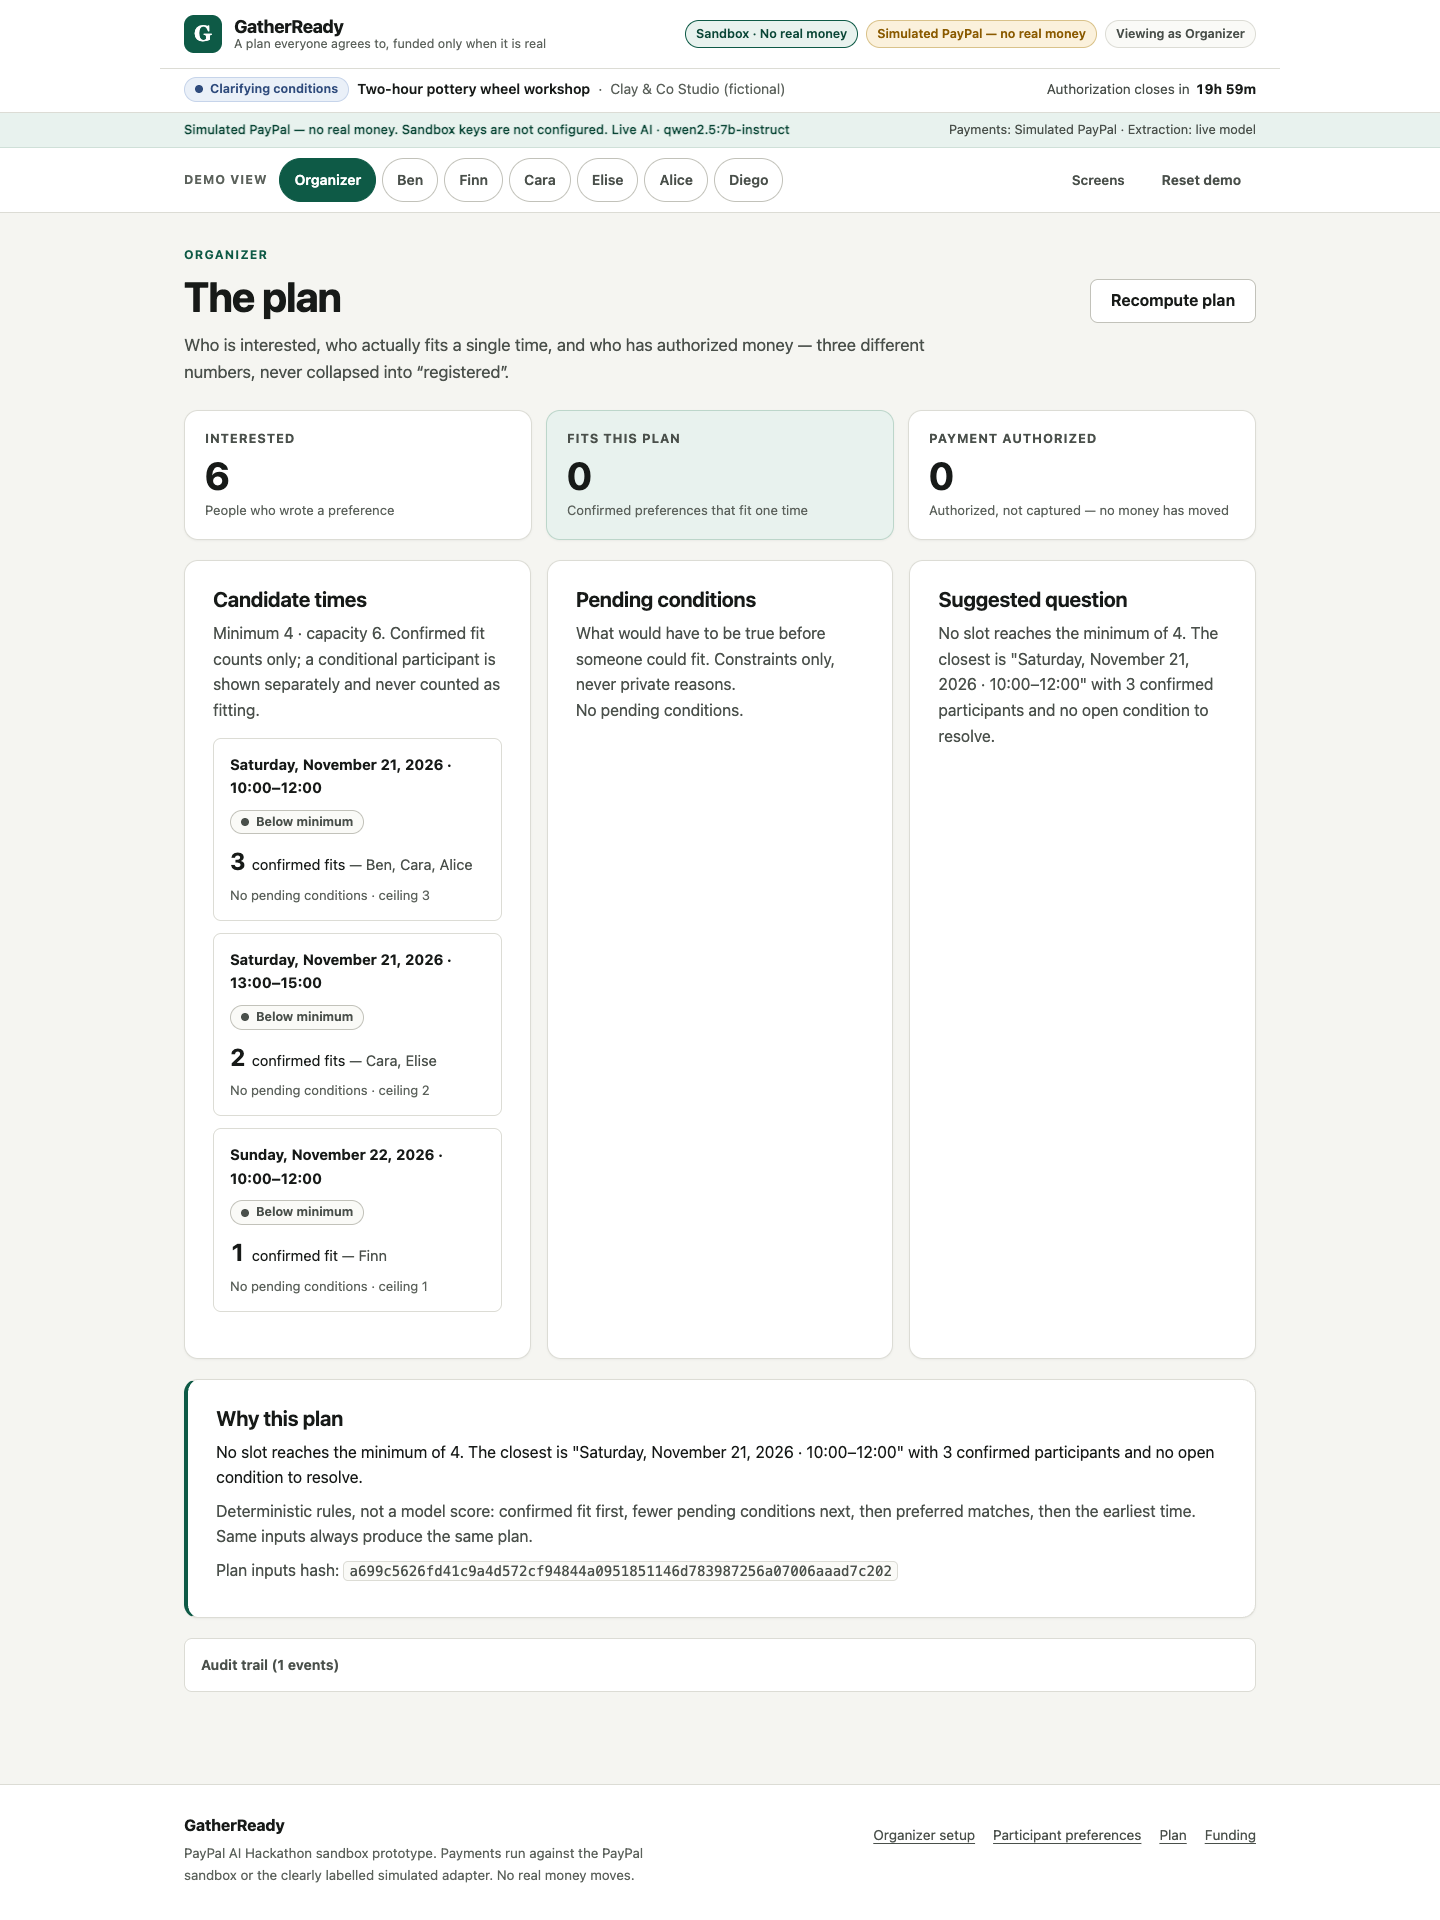 G
GatherReady
A plan everyone agrees to, funded only when it is real
Sandbox · No real money
Simulated PayPal — no real money
Viewing as Organizer
Clarifying conditions
Two-hour pottery wheel workshop · Clay & Co Studio (fictional)
Authorization closes in 19h 59m
Simulated PayPal — no real money. Sandbox keys are not configured. Live AI · qwen2.5:7b-instruct
Payments: Simulated PayPal · Extraction: live model
DEMO VIEW
Organizer
Ben
Finn
Cara
Elise
Alice
Diego
Screens
Reset demo
ORGANIZER
The plan
Recompute plan
Who is interested, who actually fits a single time, and who has authorized money — three different
numbers, never collapsed into “registered”.
INTERESTED
6
People who wrote a preference
FITS THIS PLAN
0
Confirmed preferences that fit one time
PAYMENT AUTHORIZED
0
Authorized, not captured — no money has moved
Candidate times
Minimum 4 · capacity 6. Confirmed fit
counts only; a conditional participant is
shown separately and never counted as
fitting.
Saturday, November 21, 2026 ·
10:00–12:00
Below minimum
3 confirmed fits — Ben, Cara, Alice
No pending conditions · ceiling 3
Saturday, November 21, 2026 ·
13:00–15:00
Below minimum
2 confirmed fits — Cara, Elise
No pending conditions · ceiling 2
Sunday, November 22, 2026 ·
10:00–12:00
Below minimum
1 confirmed fit — Finn
No pending conditions · ceiling 1
Pending conditions
What would have to be true before
someone could fit. Constraints only,
never private reasons.
No pending conditions.
Suggested question
No slot reaches the minimum of 4. The
closest is "Saturday, November 21,
2026 · 10:00–12:00" with 3 confirmed
participants and no open condition to
resolve.
Why this plan
No slot reaches the minimum of 4. The closest is "Saturday, November 21, 2026 · 10:00–12:00" with 3 confirmed participants and no open
condition to resolve.
Deterministic rules, not a model score: confirmed fit first, fewer pending conditions next, then preferred matches, then the earliest time.
Same inputs always produce the same plan.
Plan inputs hash: a699c5626fd41c9a4d572cf94844a0951851146d783987256a07006aaad7c202
Audit trail (1 events)
GatherReady
PayPal AI Hackathon sandbox prototype. Payments run against the PayPal
sandbox or the clearly labelled simulated adapter. No real money moves.
Organizer setup
Participant preferences
Plan
Funding